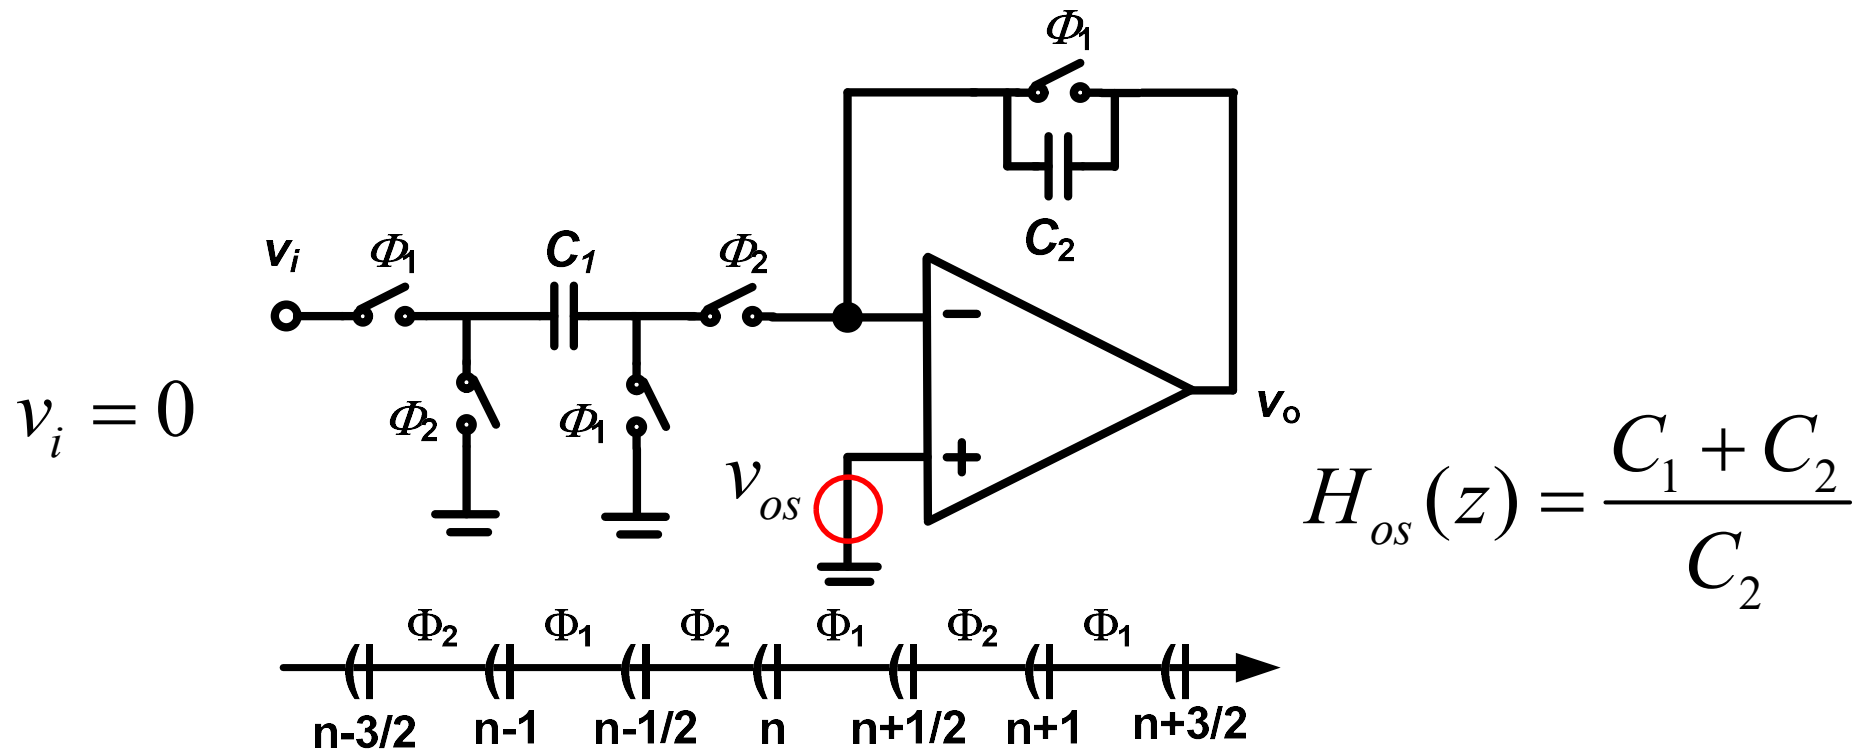 Φ1
C2
vi Φ1 C1 Φ2
−
vi = 0
Φ2 Φ1
vo
vos
+
Hos(z) = (C1 + C2) / C2
Φ2 Φ1 Φ2 Φ1 Φ2 Φ1
n-3/2 n-1 n-1/2 n n+1/2 n+1 n+3/2